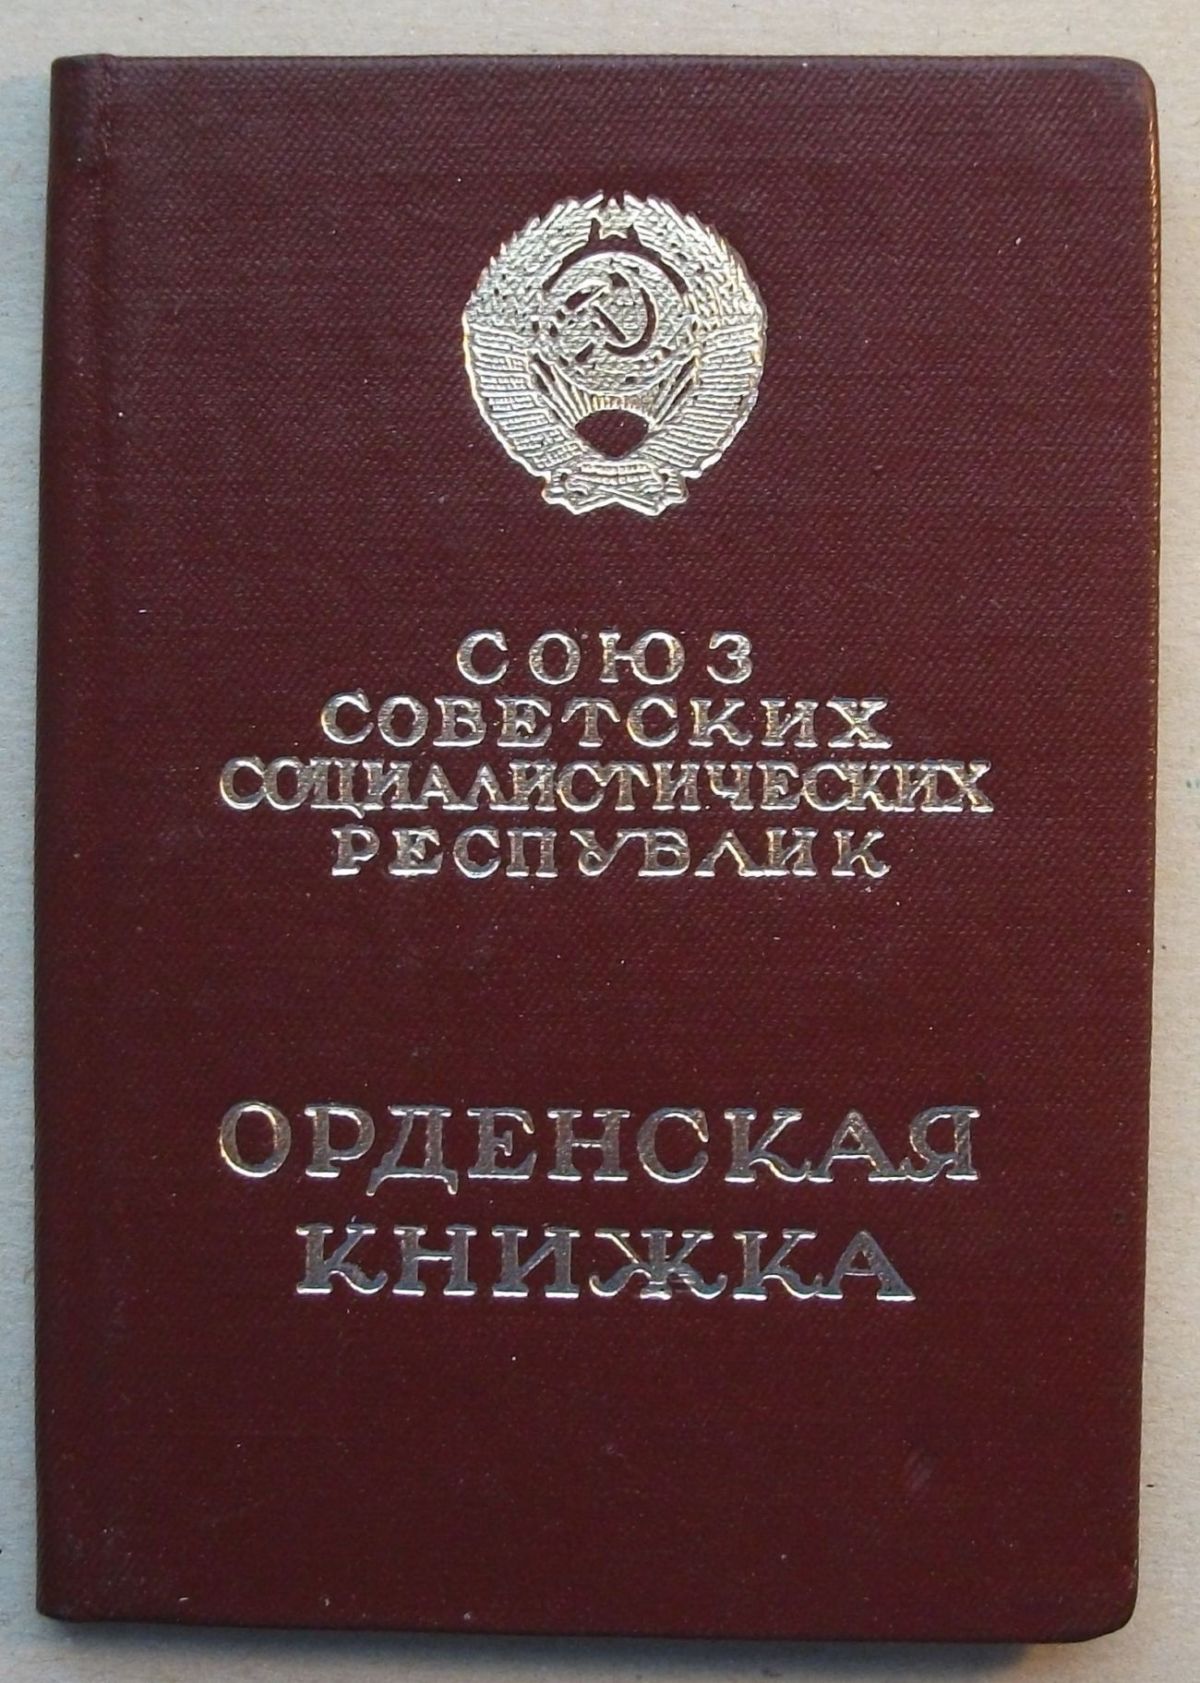 СОЮЗ
СОВЕТСКИХ
СОЦИАЛИСТИЧЕСКИХ
РЕСПУБЛИК
ОРДЕНСКАЯ
КНИЖКА